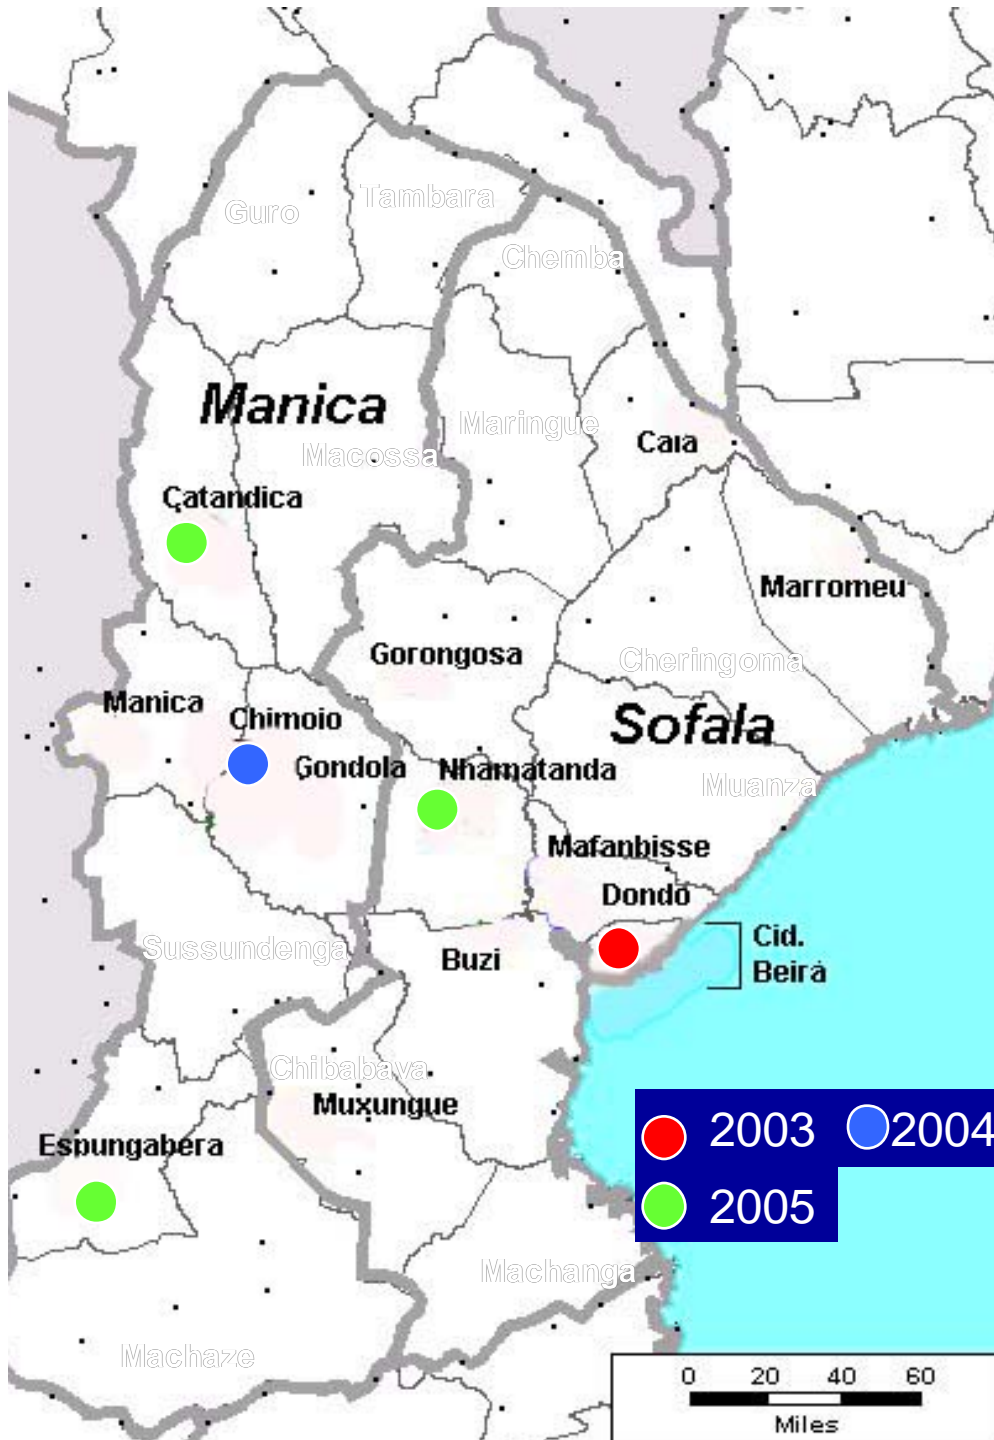 Guro
Tambara
Chemba
Manica
Macossa
Maringue
Caia
Catandica
Marromeu
Gorongosa
Cheringoma
Manica
Chimoio
Sofala
Gondola
Nhamatanda
Muanza
Mafanbisse
Dondo
Sussundenga
Buzi
Cid.
Beira
Chibabava
Muxungue
Espungabera
2003 2004
2005
Machanga
Machaze
0 20 40 60
Miles